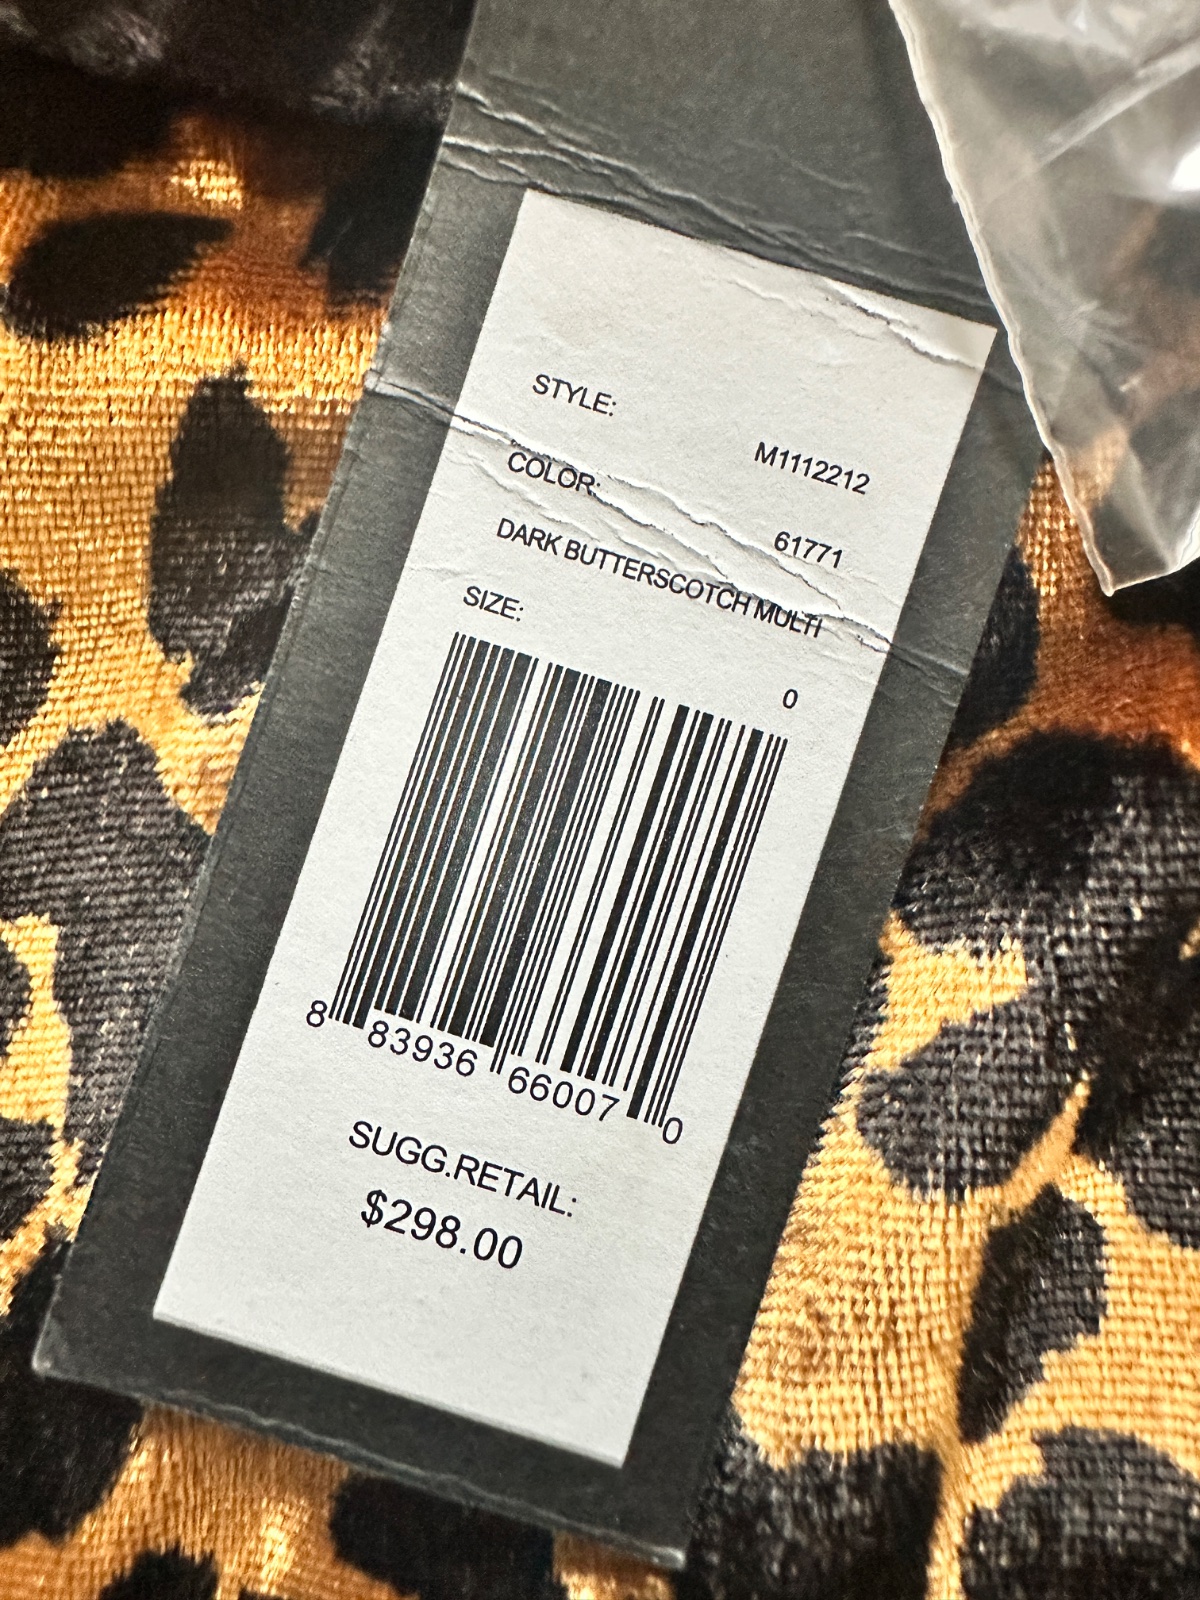 STYLE:
M1112212
COLOR:
61771
DARK BUTTERSCOTCH MULTI
SIZE:
0
8 83936 66007 0
SUGG.RETAIL:
$298.00